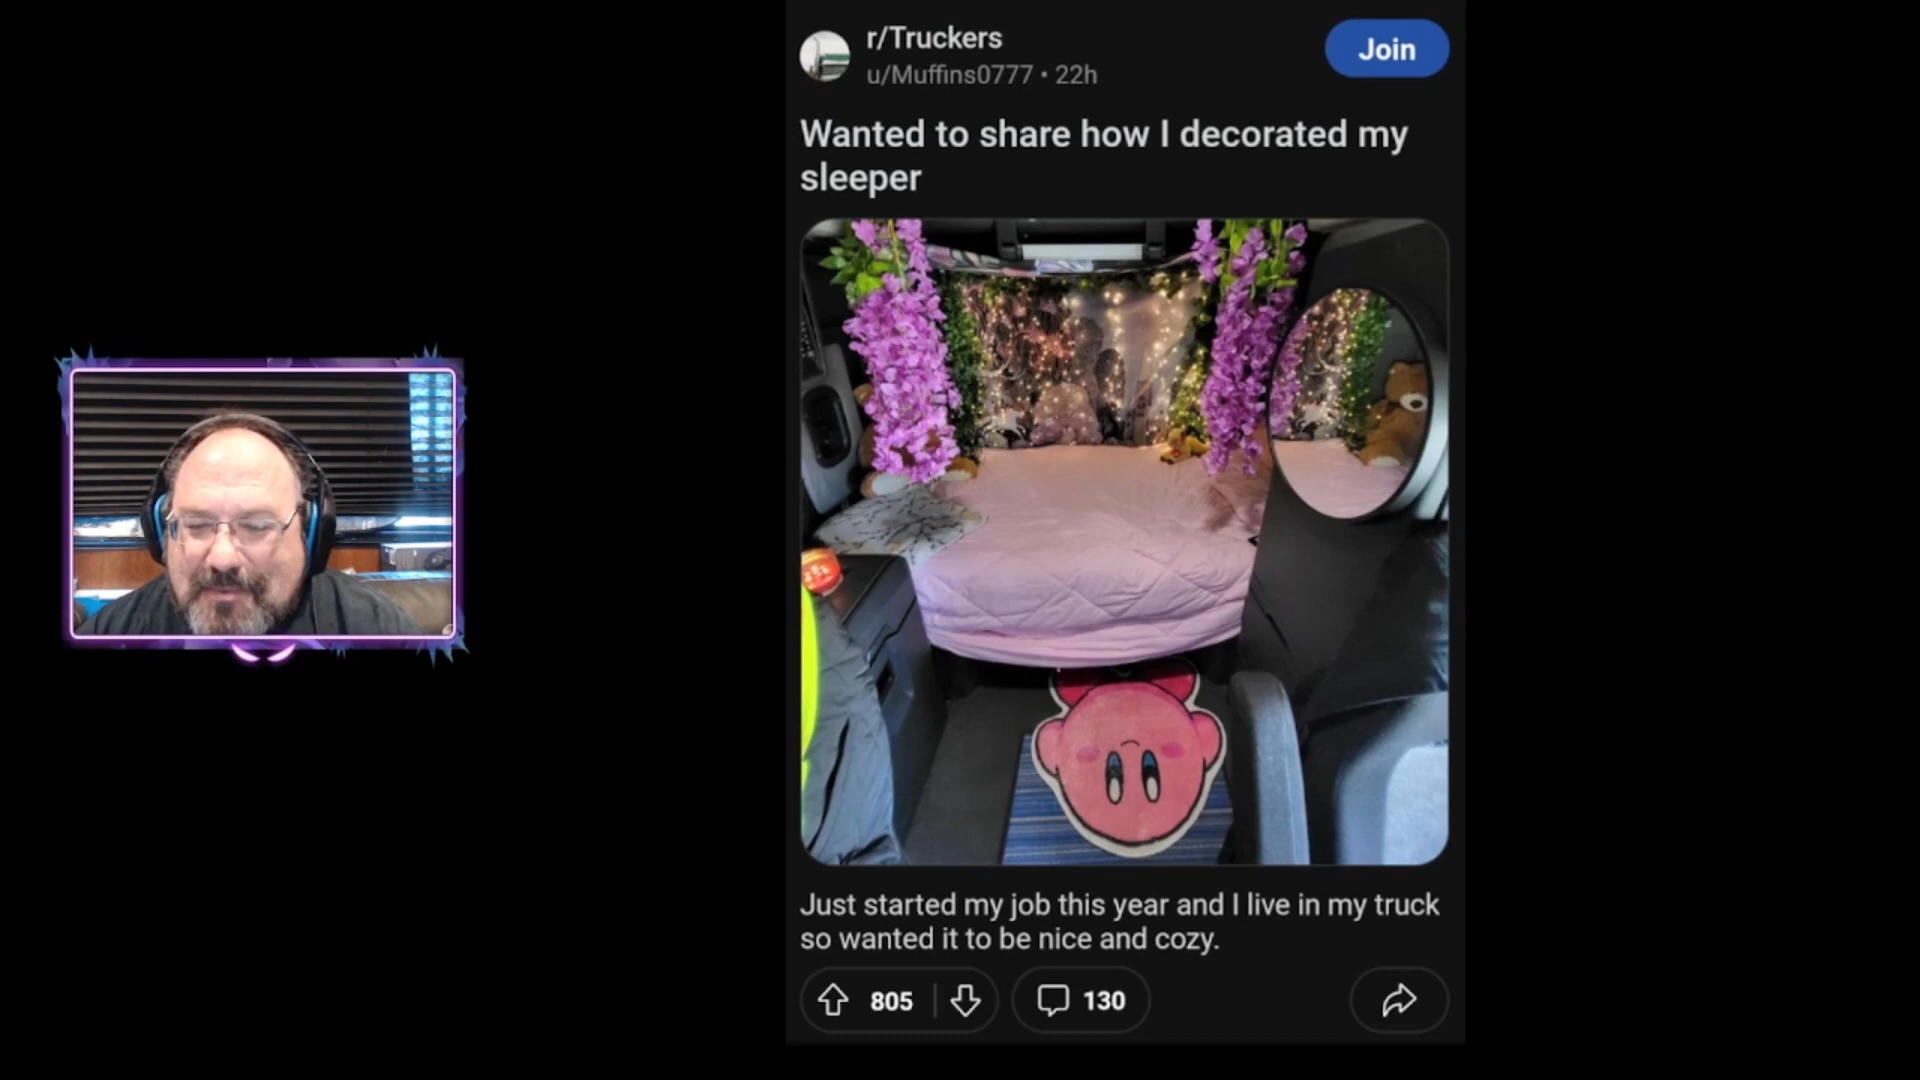 r/Truckers
u/Muffins0777 • 22h
Join
Wanted to share how I decorated my
sleeper
Just started my job this year and I live in my truck
so wanted it to be nice and cozy.
805
130